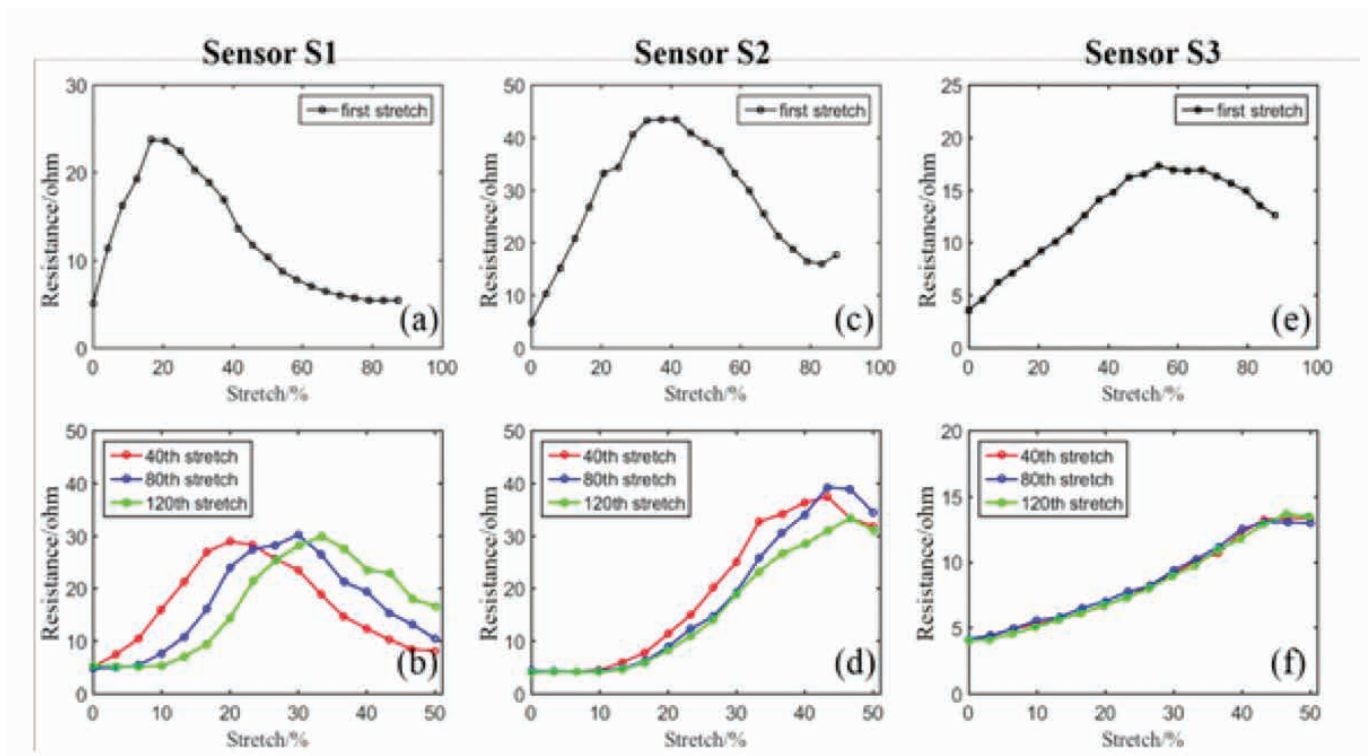 Sensor S1
Sensor S2
Sensor S3
30
20
10
0
Resistance/ohm
first stretch
(a)
0 20 40 60 80 100
Stretch/%
50
40
30
20
10
0
Resistance/ohm
first stretch
(c)
0 20 40 60 80 100
Stretch/%
25
20
15
10
5
0
Resistance/ohm
first stretch
(e)
0 20 40 60 80 100
Stretch/%
50
40
30
20
10
0
Resistance/ohm
40th stretch
80th stretch
120th stretch
(b)
0 10 20 30 40 50
Stretch/%
50
40
30
20
10
0
Resistance/ohm
40th stretch
80th stretch
120th stretch
(d)
0 10 20 30 40 50
Stretch/%
20
15
10
5
0
Resistance/ohm
40th stretch
80th stretch
120th stretch
(f)
0 10 20 30 40 50
Stretch/%